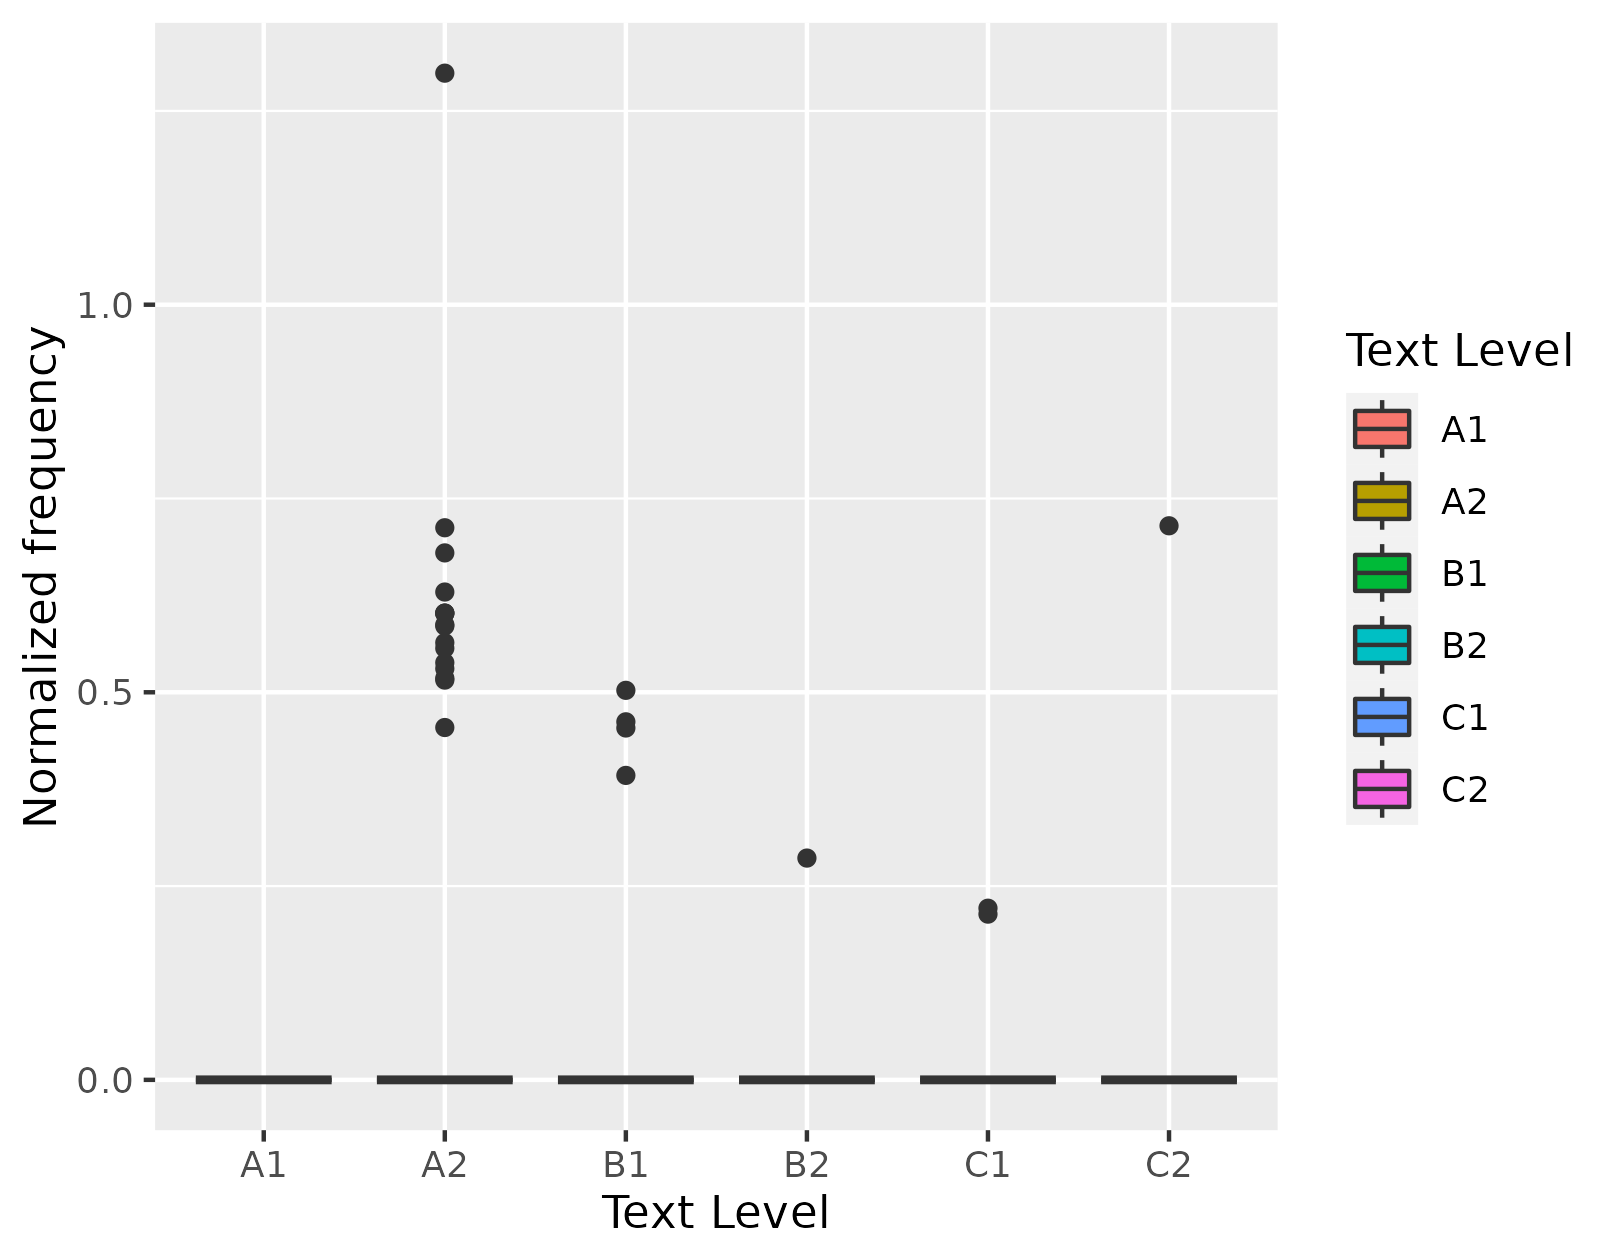 Normalized frequency
1.0
0.5
0.0
A1 A2 B1 B2 C1 C2
Text Level
Text Level
A1
A2
B1
B2
C1
C2